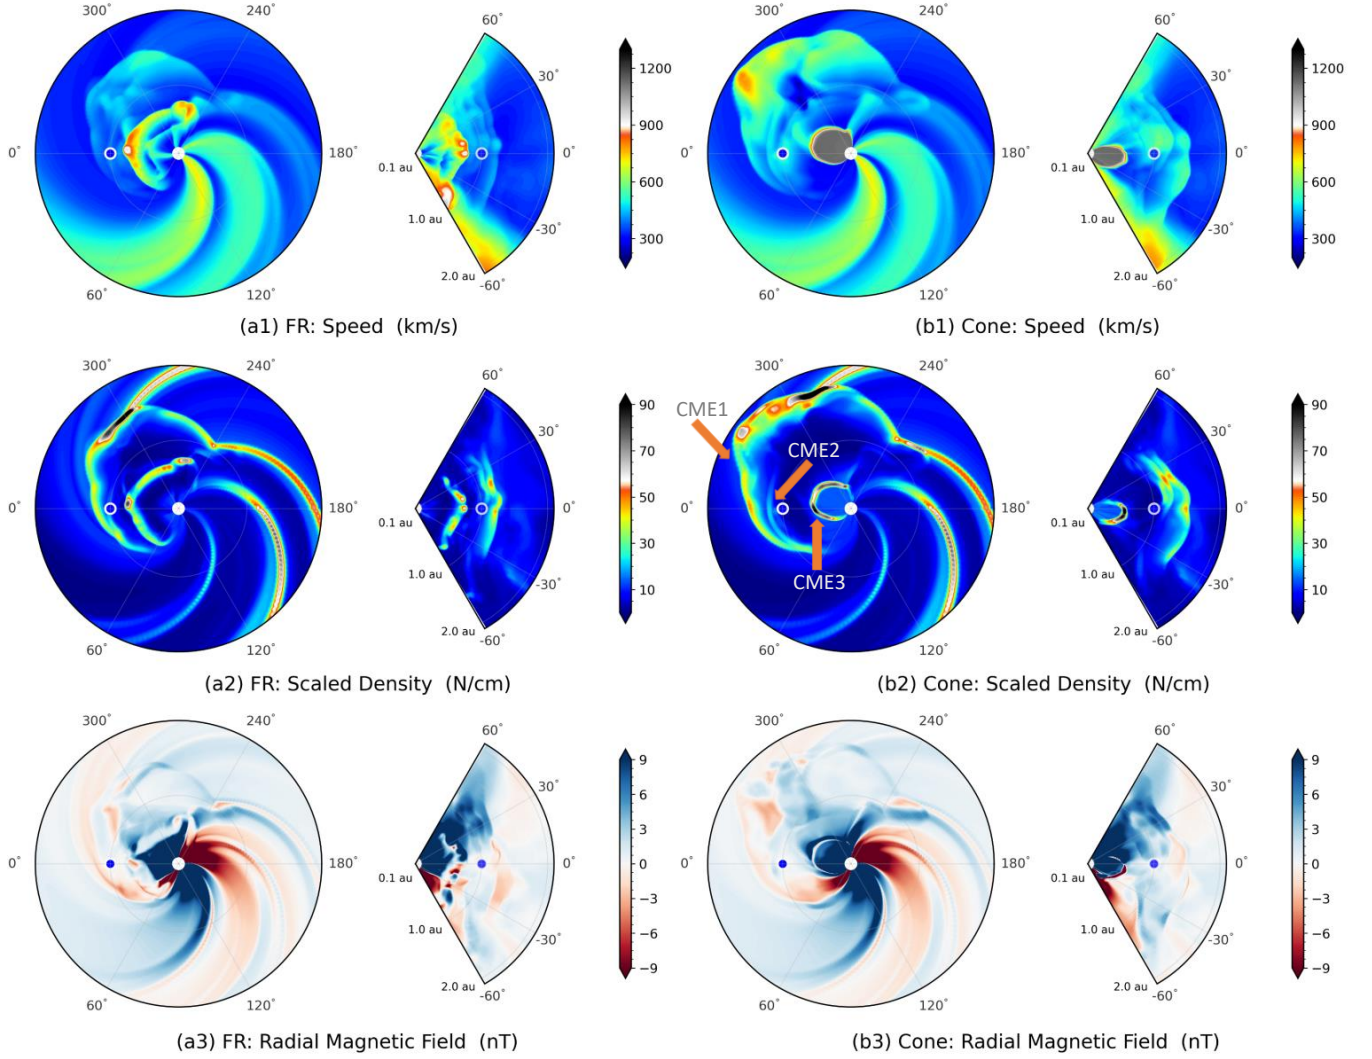 300° 240° 60° 300° 240° 60°
30° 1200 30° 1200
900 900
0° 180° 0° 0° 180° 0°
0.1 au 600 0.1 au 600
1.0 au -30° 300 1.0 au -30° 300
2.0 au -60° 2.0 au -60°
60° 120° 60° 120°
(a1) FR: Speed (km/s) (b1) Cone: Speed (km/s)
300° 240° 60° 300° 240° 60°
90 90
CME1
30° 70 CME2 30° 70
50 50
0° 180° 0° 0° 180° 0°
0.1 au 30 0.1 au 30
1.0 au -30° 10 CME3 1.0 au -30° 10
2.0 au -60° 2.0 au -60°
60° 120° 60° 120°
(a2) FR: Scaled Density (N/cm) (b2) Cone: Scaled Density (N/cm)
300° 240° 60° 300° 240° 60°
9 9
30° 6 30° 6
3 3
0° 180° 0° 0 0° 180° 0° 0
0.1 au −3 0.1 au −3
1.0 au -30° −6 1.0 au -30° −6
−9 −9
2.0 au -60° 2.0 au -60°
60° 120° 60° 120°
(a3) FR: Radial Magnetic Field (nT) (b3) Cone: Radial Magnetic Field (nT)